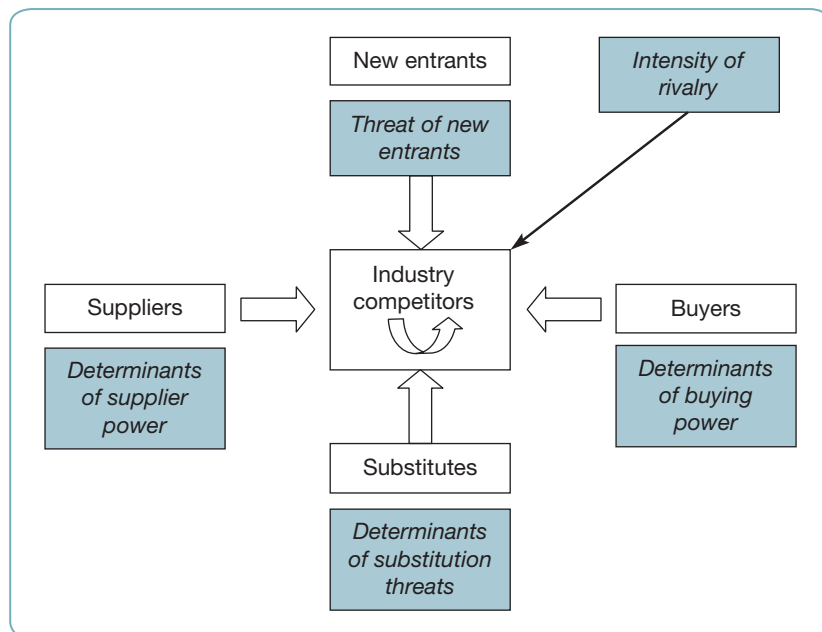 New entrants
Threat of new
entrants
Intensity of
rivalry
Suppliers
Determinants
of supplier
power
Industry
competitors
Buyers
Determinants
of buying
power
Substitutes
Determinants
of substitution
threats